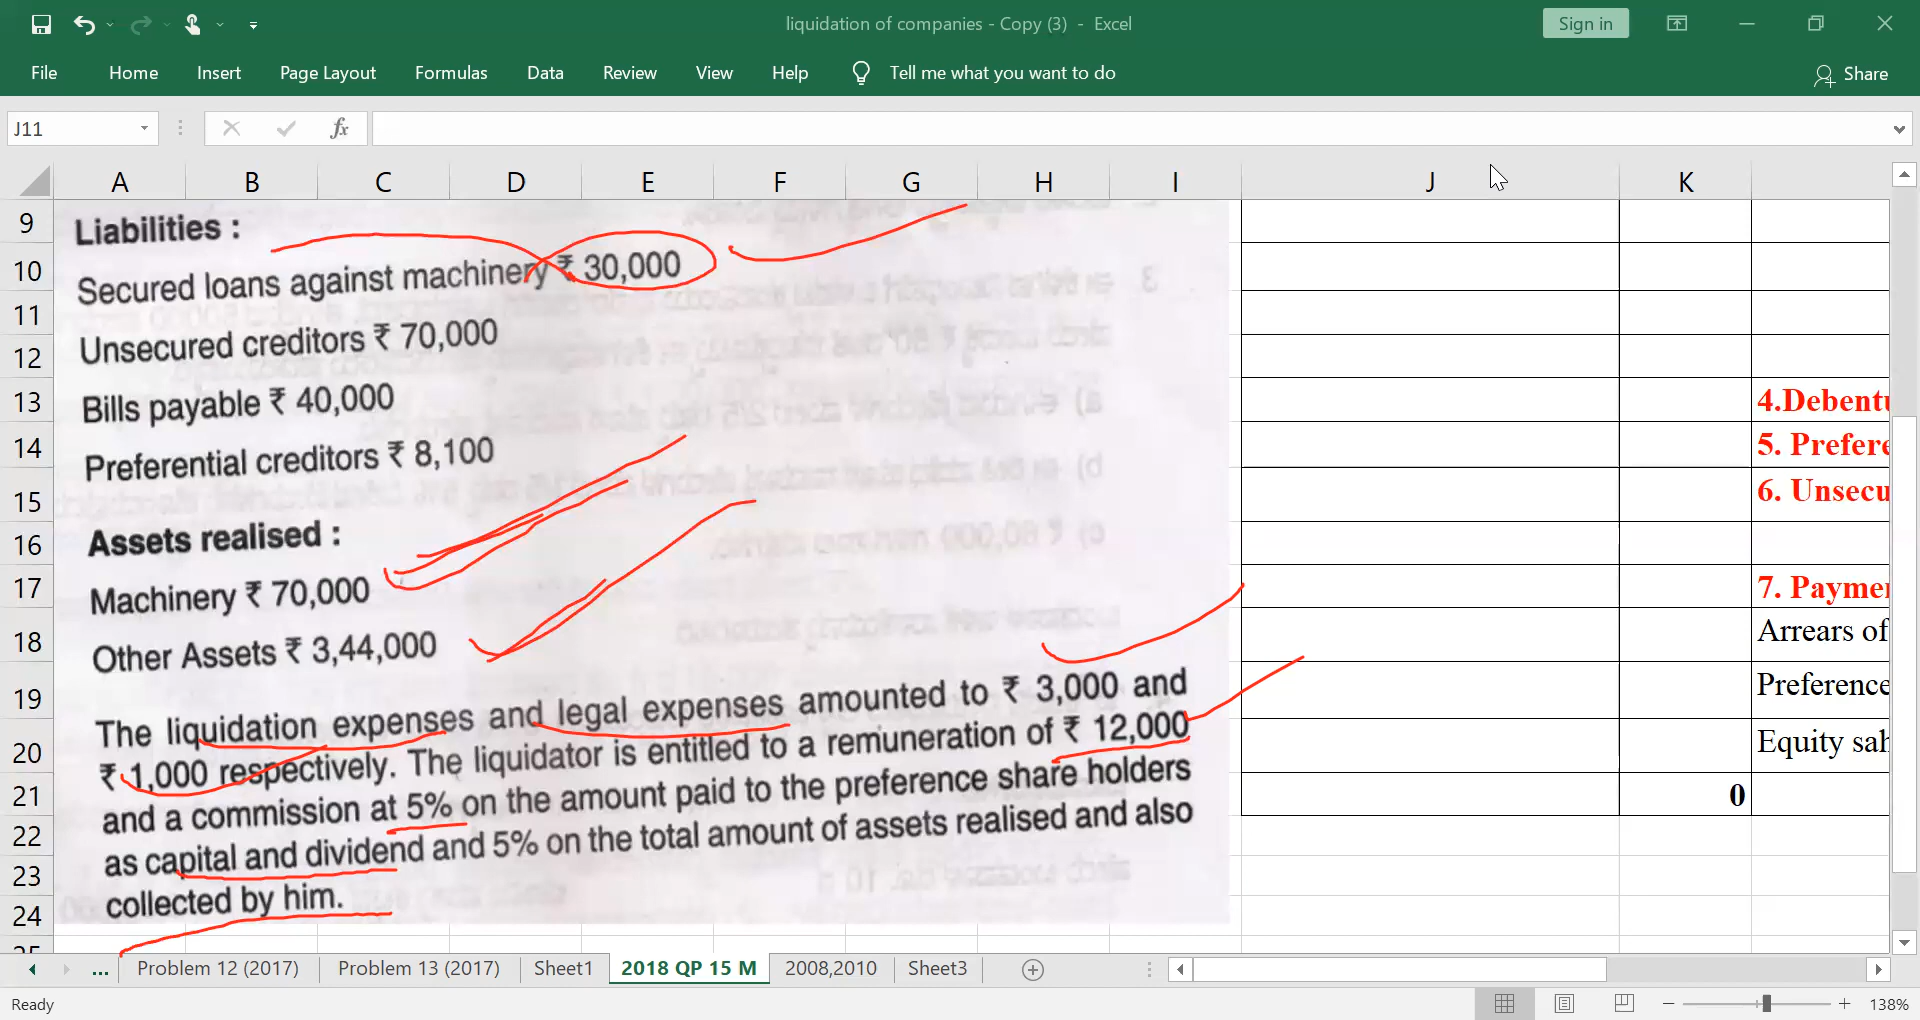 liquidation of companies - Copy (3) - Excel
Sign in
File Home Insert Page Layout Formulas Data Review View Help Tell me what you want to do Share
J11 fx
A B C D E F G H I J K
9
10
11
12
13
14
15
16
17
18
19
20
21
22
23
24
25
Liabilities :
Secured loans against machinery ₹ 30,000
Unsecured creditors ₹ 70,000
Bills payable ₹ 40,000
Preferential creditors ₹ 8,100
Assets realised :
Machinery ₹ 70,000
Other Assets ₹ 3,44,000
The liquidation expenses and legal expenses amounted to ₹ 3,000 and
₹ 1,000 respectively. The liquidator is entitled to a remuneration of ₹ 12,000
and a commission at 5% on the amount paid to the preference share holders
as capital and dividend and 5% on the total amount of assets realised and also
collected by him.
4.Debent
5. Prefere
6. Unsecu
7. Payme
Arrears of
Preference
Equity sah
0
... Problem 12 (2017) Problem 13 (2017) Sheet1 2018 QP 15 M 2008,2010 Sheet3
Ready 138%